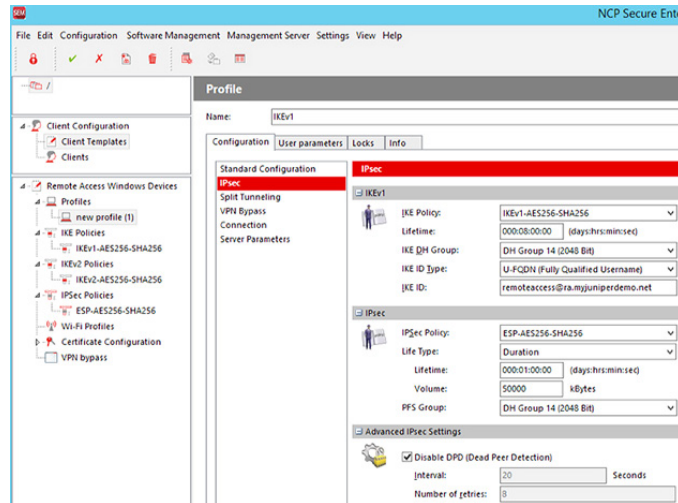 SEM NCP Secure Ente
File Edit Configuration Software Management Management Server Settings View Help
/
Client Configuration
Client Templates
Clients
Remote Access Windows Devices
Profiles
new profile (1)
IKE Policies
IKEv1-AES256-SHA256
IKEv2 Policies
IKEv2-AES256-SHA256
IPSec Policies
ESP-AES256-SHA256
Wi-Fi Profiles
Certificate Configuration
VPN bypass
Profile
Name: IKEv1
Configuration User parameters Locks Info
Standard Configuration
IPsec
Split Tunneling
VPN Bypass
Connection
Server Parameters
IPsec
IKEv1
IKE Policy: IKEv1-AES256-SHA256
Lifetime: 000:08:00:00 (days:hrs:min:sec)
IKE DH Group: DH Group 14 (2048 Bit)
IKE ID Type: U-FQDN (Fully Qualified Username)
IKE ID: remoteaccess@ra.myjuniperdemo.net
IPsec
IPSec Policy: ESP-AES256-SHA256
Life Type: Duration
Lifetime: 000:01:00:00 (days:hrs:min:sec)
Volume: 50000 kBytes
PFS Group: DH Group 14 (2048 Bit)
Advanced IPsec Settings
Disable DPD (Dead Peer Detection)
Interval: 20 Seconds
Number of retries: 8